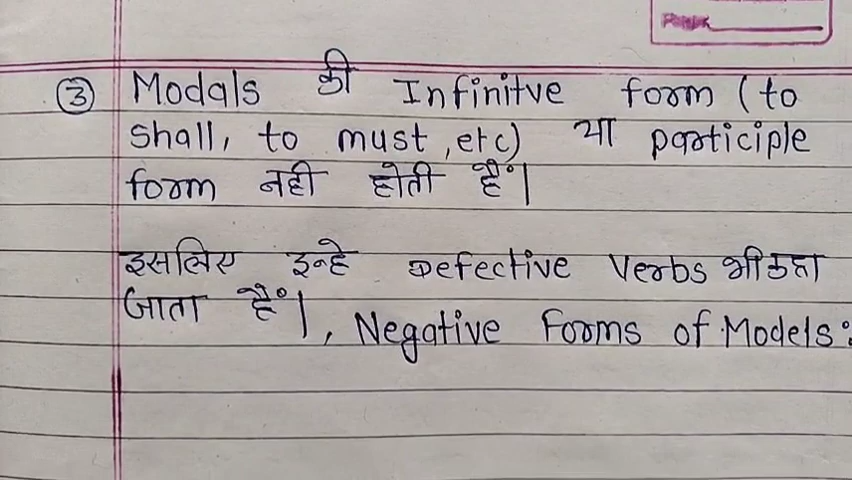 ③ Modals की Infinitve form (to
shall, to must, etc) या participle
form नही होती हैं।
इसलिए इन्हे Defective Verbs भी कहा
जाता हैं।, Negative Forms of Models: